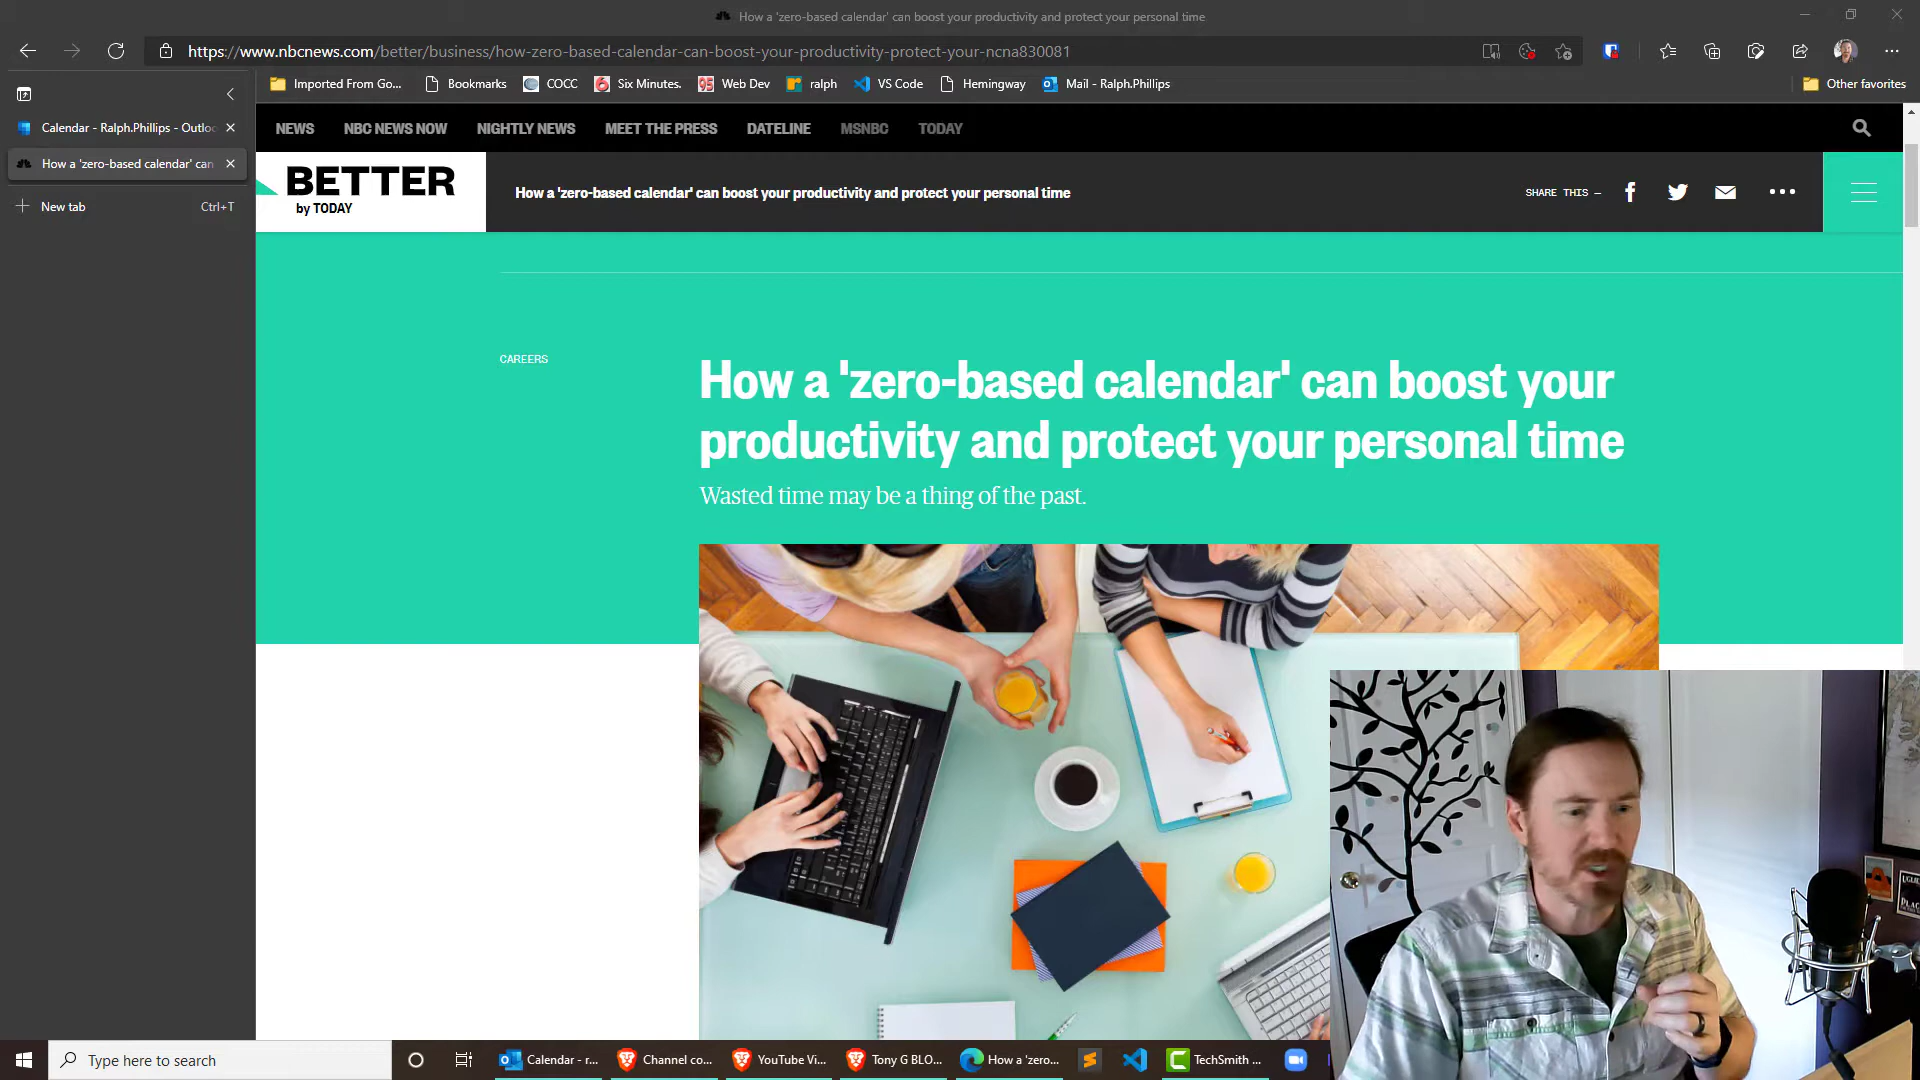 How a 'zero-based calendar' can boost your productivity and protect your personal time
https://www.nbcnews.com/better/business/how-zero-based-calendar-can-boost-your-productivity-protect-your-ncna830081
Imported From Go... Bookmarks COCC Six Minutes. Web Dev ralph VS Code Hemingway Mail - Ralph.Phillips Other favorites
Calendar - Ralph.Phillips - Outlo
How a 'zero-based calendar' can
New tab Ctrl+T
NEWS NBC NEWS NOW NIGHTLY NEWS MEET THE PRESS DATELINE MSNBC TODAY
BETTER
by TODAY
How a 'zero-based calendar' can boost your productivity and protect your personal time
SHARE THIS —
CAREERS
How a 'zero-based calendar' can boost your
productivity and protect your personal time
Wasted time may be a thing of the past.
Type here to search
Calendar - r...
Channel co...
YouTube Vi...
Tony G BLO...
How a 'zero...
TechSmith ...